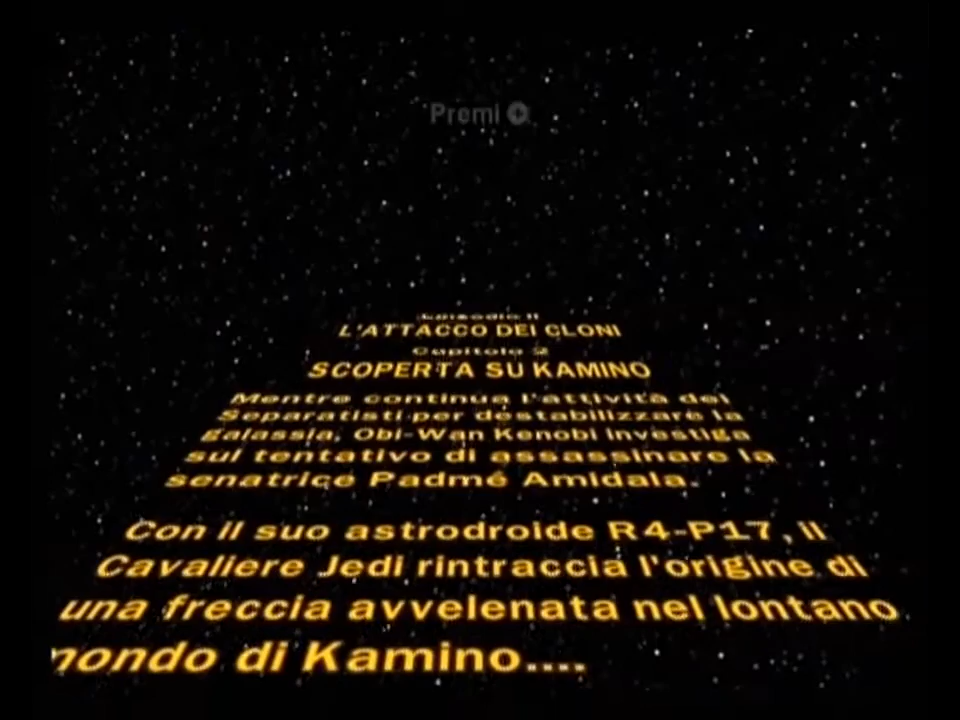 Premi +
Episodio II
L'ATTACCO DEI CLONI
Capitolo 2
SCOPERTA SU KAMINO
Mentre continua l'attività dei
Separatisti per destabilizzare la
galassia, Obi-Wan Kenobi investiga
sul tentativo di assassinare la
senatrice Padmé Amidala.
Con il suo astrodroide R4-P17, il
Cavaliere Jedi rintraccia l'origine di
una freccia avvelenata nel lontano
mondo di Kamino....